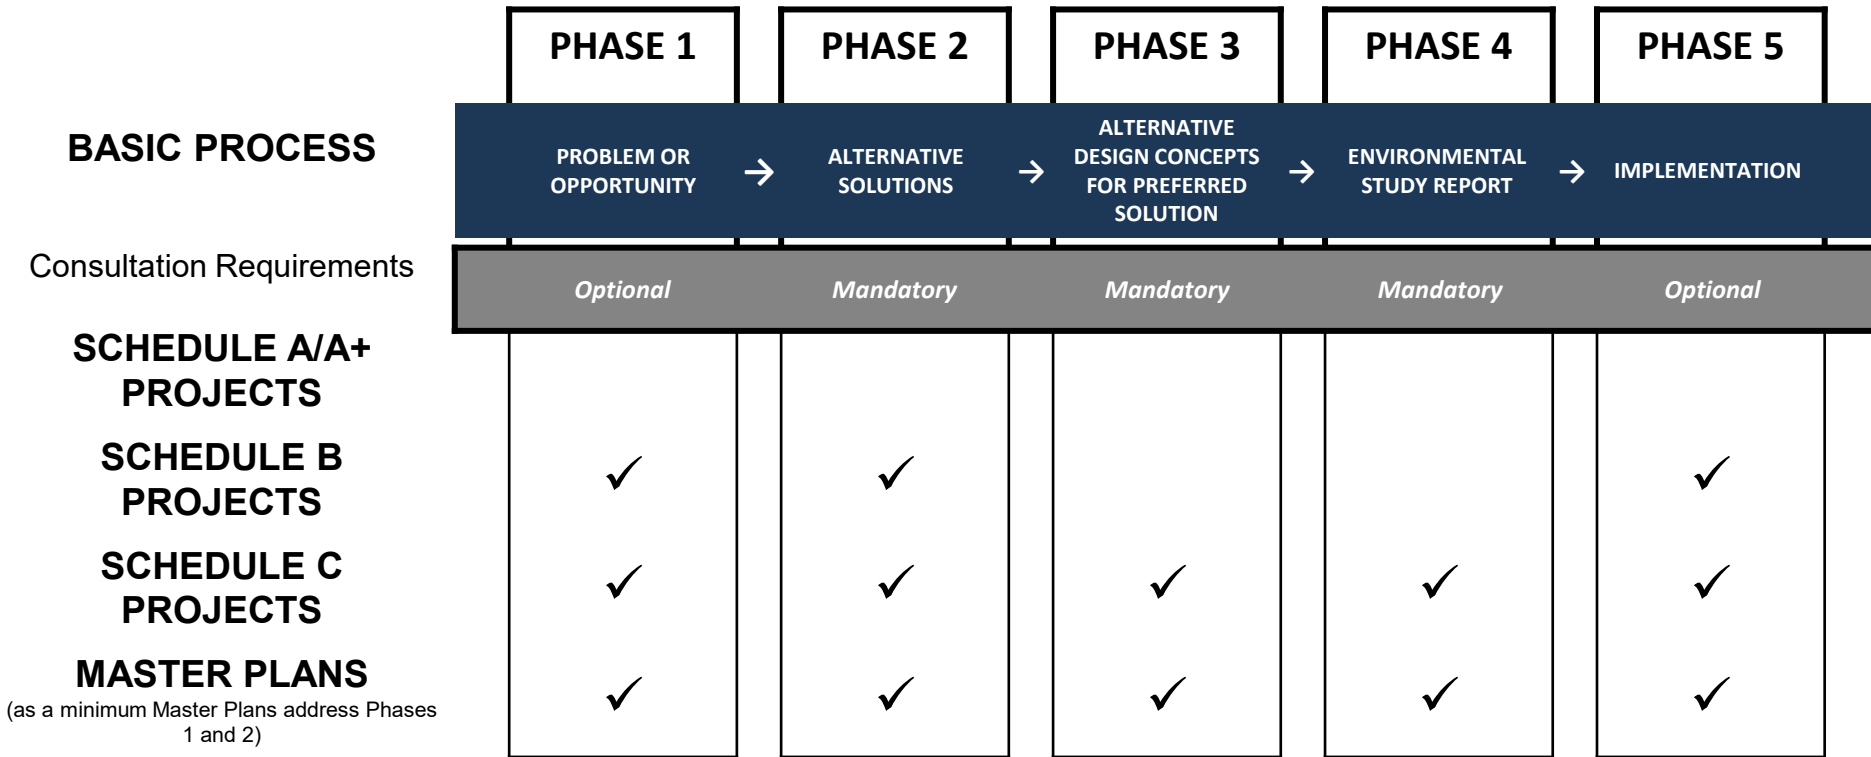 PHASE 1
PHASE 2
PHASE 3
PHASE 4
PHASE 5
BASIC PROCESS
PROBLEM OR
OPPORTUNITY
→
ALTERNATIVE
SOLUTIONS
→
ALTERNATIVE
DESIGN CONCEPTS
FOR PREFERRED
SOLUTION
→
ENVIRONMENTAL
STUDY REPORT
→
IMPLEMENTATION
Consultation Requirements
Optional
Mandatory
Mandatory
Mandatory
Optional
SCHEDULE A/A+
PROJECTS
SCHEDULE B
PROJECTS
✓ ✓ ✓
SCHEDULE C
PROJECTS
✓ ✓ ✓ ✓ ✓
MASTER PLANS
(as a minimum Master Plans address Phases
1 and 2)
✓ ✓ ✓ ✓ ✓